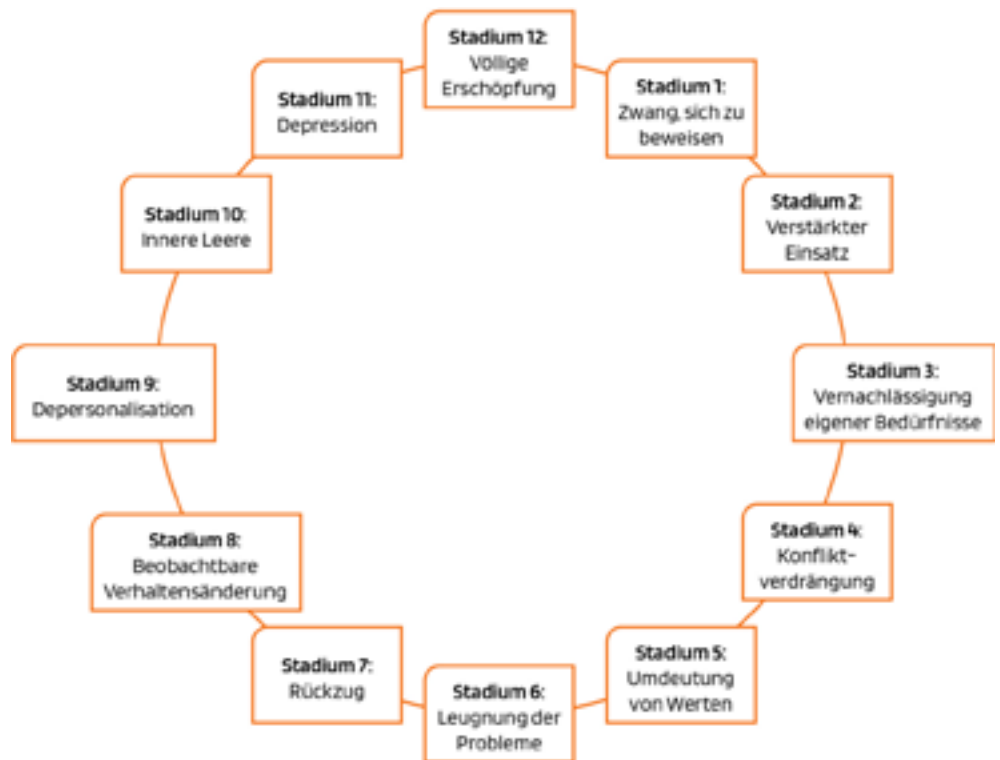 Stadium 12:
Völlige
Erschöpfung
Stadium 1:
Zwang, sich zu
beweisen
Stadium 2:
Verstärkter
Einsatz
Stadium 3:
Vernachlässigung
eigener Bedürfnisse
Stadium 4:
Konflikt-
verdrängung
Stadium 5:
Umdeutung
von Werten
Stadium 6:
Leugnung der
Probleme
Stadium 7:
Rückzug
Stadium 8:
Beobachtbare
Verhaltensänderung
Stadium 9:
Depersonalisation
Stadium 10:
Innere Leere
Stadium 11:
Depression